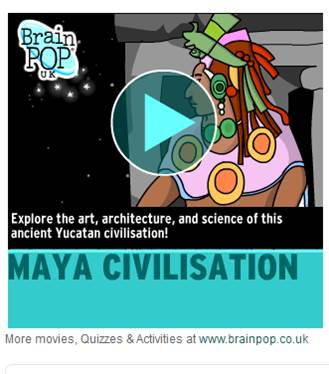 Brain
POP
UK
Explore the art, architecture, and science of this
ancient Yucatan civilisation!
MAYA CIVILISATION
More movies, Quizzes & Activities at www.brainpop.co.uk